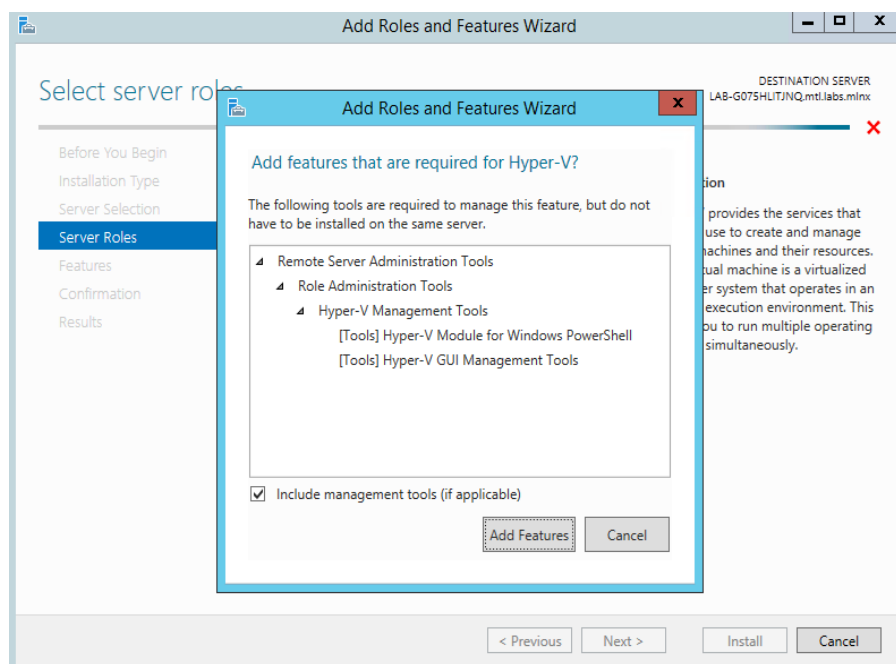 Add Roles and Features Wizard
Select server roles
DESTINATION SERVER
LAB-G075HLITJNQ.mtl.labs.mlnx
Before You Begin
Installation Type
Server Selection
Server Roles
Features
Confirmation
Results
Add Roles and Features Wizard
x
Add features that are required for Hyper-V?
The following tools are required to manage this feature, but do not
have to be installed on the same server.
Remote Server Administration Tools
Role Administration Tools
Hyper-V Management Tools
[Tools] Hyper-V Module for Windows PowerShell
[Tools] Hyper-V GUI Management Tools
Include management tools (if applicable)
Add Features
Cancel
provides the services that
use to create and manage
machines and their resources.
machine is a virtualized
system that operates in an
execution environment. This
to run multiple operating
simultaneously.
< Previous
Next >
Install
Cancel